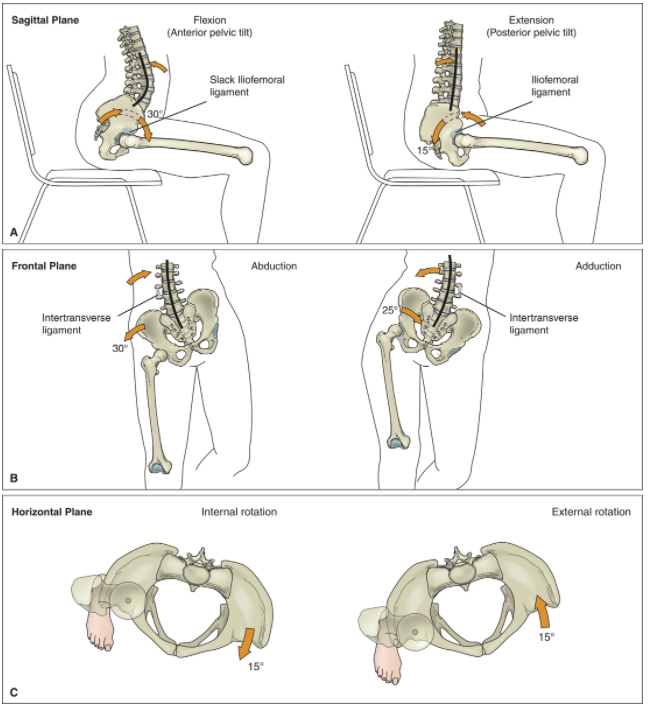 Sagittal Plane
Flexion
(Anterior pelvic tilt)
Extension
(Posterior pelvic tilt)
Slack Iliofemoral
ligament
Iliofemoral
ligament
30°
15°
A
Frontal Plane
Abduction
Adduction
Intertransverse
ligament
30°
25°
Intertransverse
ligament
B
Horizontal Plane
Internal rotation
External rotation
15°
15°
C